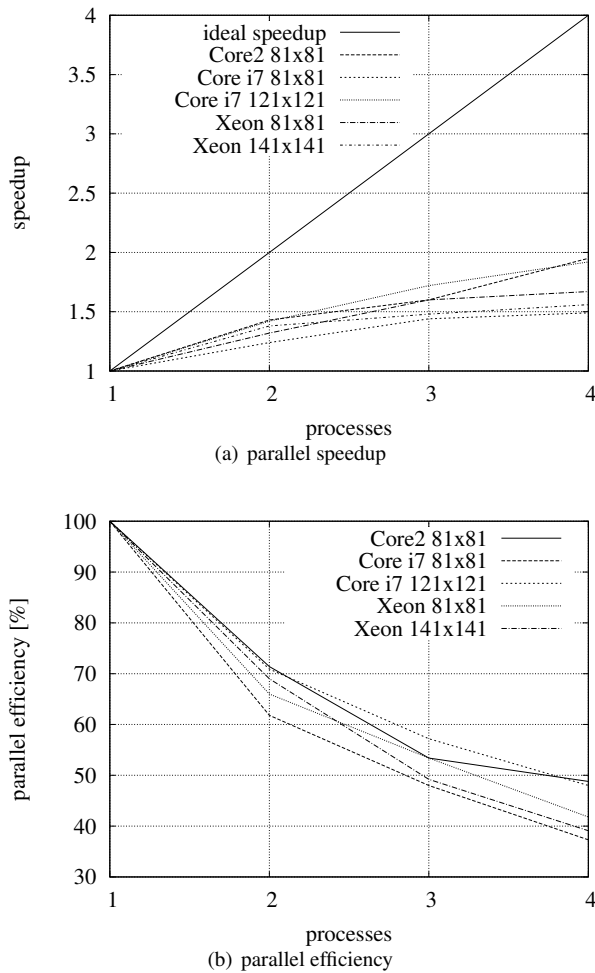 4
3.5
3
2.5
2
1.5
1
speedup
ideal speedup
Core2 81x81
Core i7 81x81
Core i7 121x121
Xeon 81x81
Xeon 141x141
1 2 3 4
processes
(a) parallel speedup
100
90
80
70
60
50
40
30
parallel efficiency [%]
Core2 81x81
Core i7 81x81
Core i7 121x121
Xeon 81x81
Xeon 141x141
1 2 3 4
processes
(b) parallel efficiency